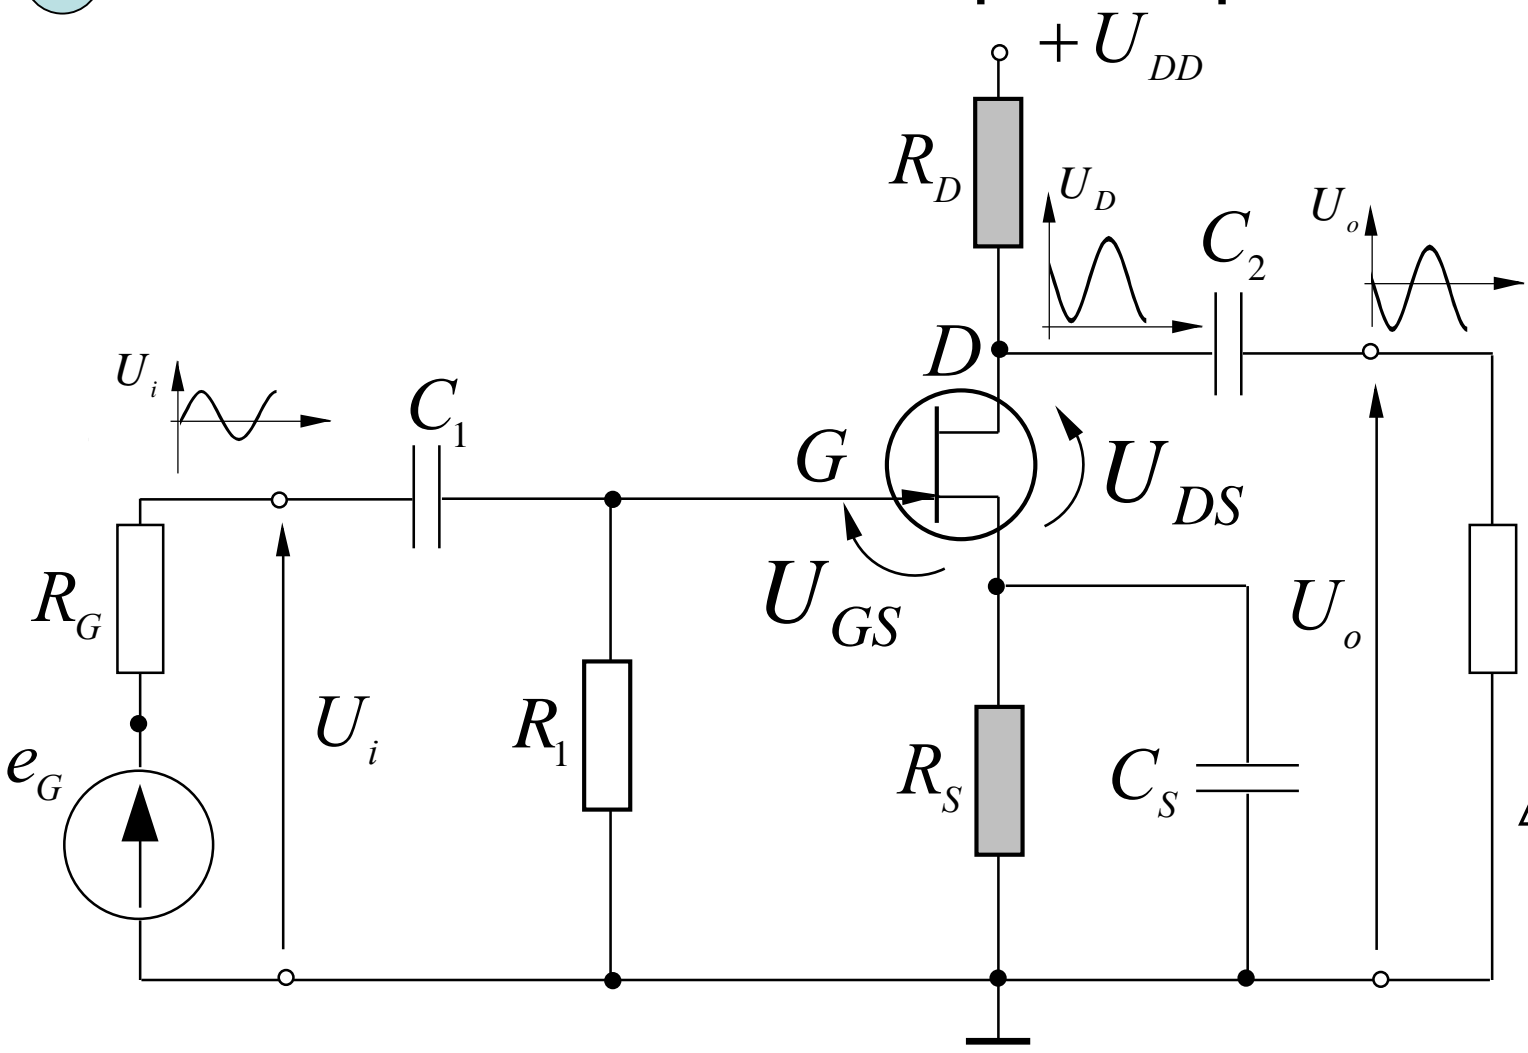 + U_DD
R_D
U_D
U_o
C_2
D
U_i
C_1
G
U_DS
U_GS
R_G
U_o
U_i
R_1
R_S
C_S
e_G